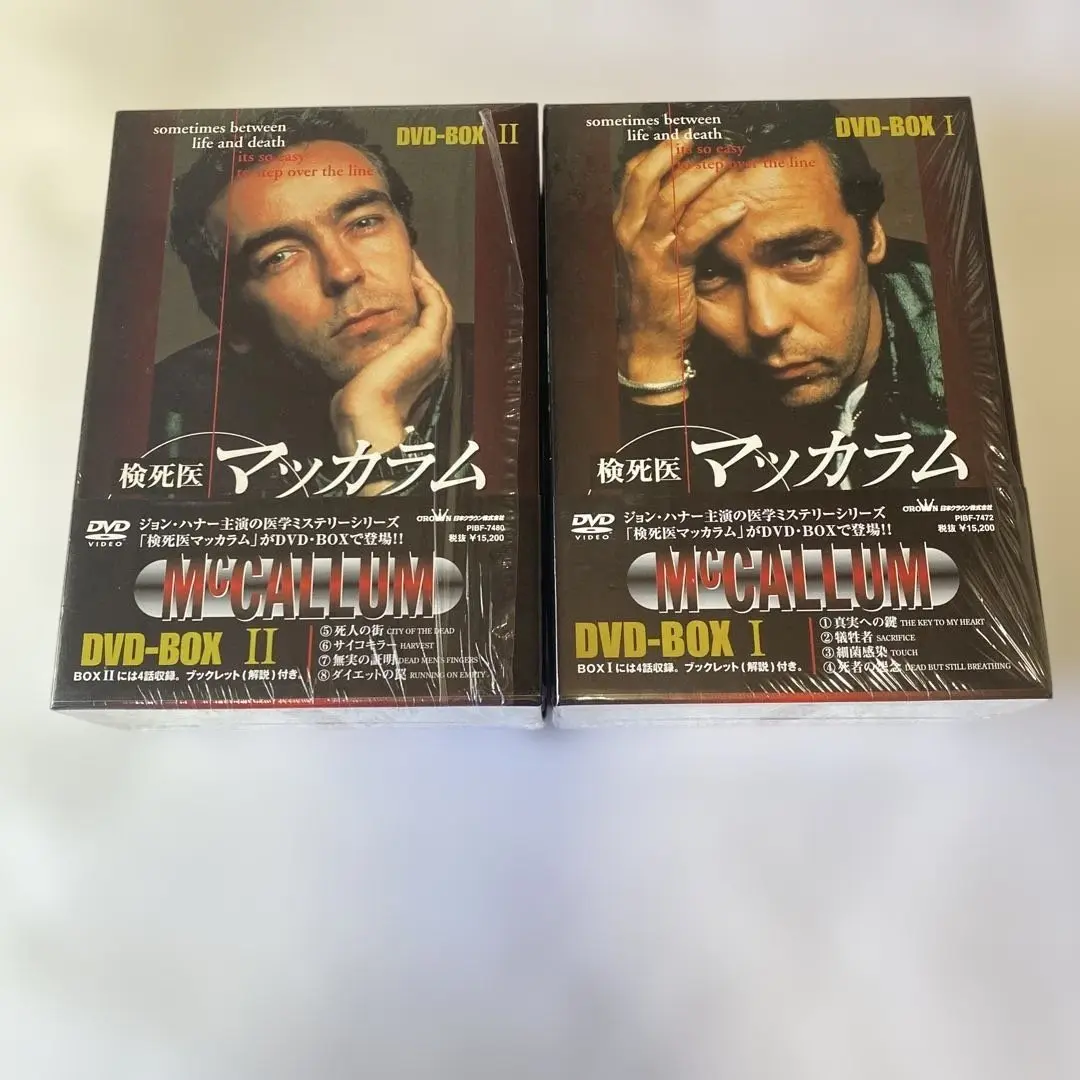 sometimes between
life and death
its so easy
to step over the line
DVD-BOX II
検死医 マッカラム
DVD
VIDEO
ジョン・ハナー主演の医学ミステリーシリーズ
「検死医マッカラム」がDVD・BOXで登場!!
CROWN 日本クラウン株式会社
PIBF-7480
税抜 ¥15,200
McCALLUM
DVD-BOX II
BOX IIには4話収録。ブックレット(解説)付き。
⑤死人の街 CITY OF THE DEAD
⑥サイコキラー HARVEST
⑦無実の証明 DEAD MEN'S FINGERS
⑧ダイエットの罠 RUNNING ON EMPTY
sometimes between
life and death
its so easy
to step over the line
DVD-BOX I
検死医 マッカラム
DVD
VIDEO
ジョン・ハナー主演の医学ミステリーシリーズ
「検死医マッカラム」がDVD・BOXで登場!!
CROWN 日本クラウン株式会社
PIBF-7472
税抜 ¥15,200
McCALLUM
DVD-BOX I
BOX Iには4話収録。ブックレット(解説)付き。
①真実への鍵 THE KEY TO MY HEART
②犠牲者 SACRIFICE
③細菌感染 TOUCH
④死者の怨念 DEAD BUT STILL BREATHING